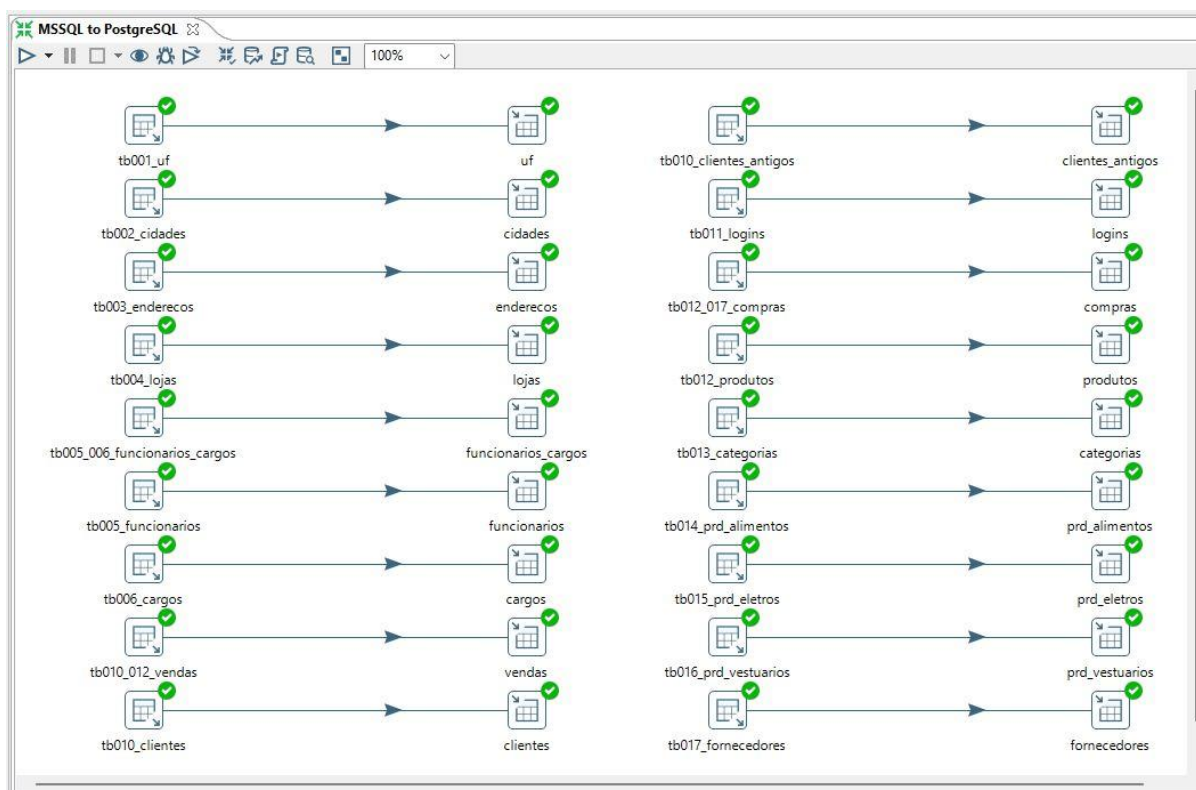 MSSQL to PostgreSQL
100%
tb001_uf
uf
tb010_clientes_antigos
clientes_antigos
tb002_cidades
cidades
tb011_logins
logins
tb003_enderecos
enderecos
tb012_017_compras
compras
tb004_lojas
lojas
tb012_produtos
produtos
tb005_006_funcionarios_cargos
funcionarios_cargos
tb013_categorias
categorias
tb005_funcionarios
funcionarios
tb014_prd_alimentos
prd_alimentos
tb006_cargos
cargos
tb015_prd_eletros
prd_eletros
tb010_012_vendas
vendas
tb016_prd_vestuarios
prd_vestuarios
tb010_clientes
clientes
tb017_fornecedores
fornecedores